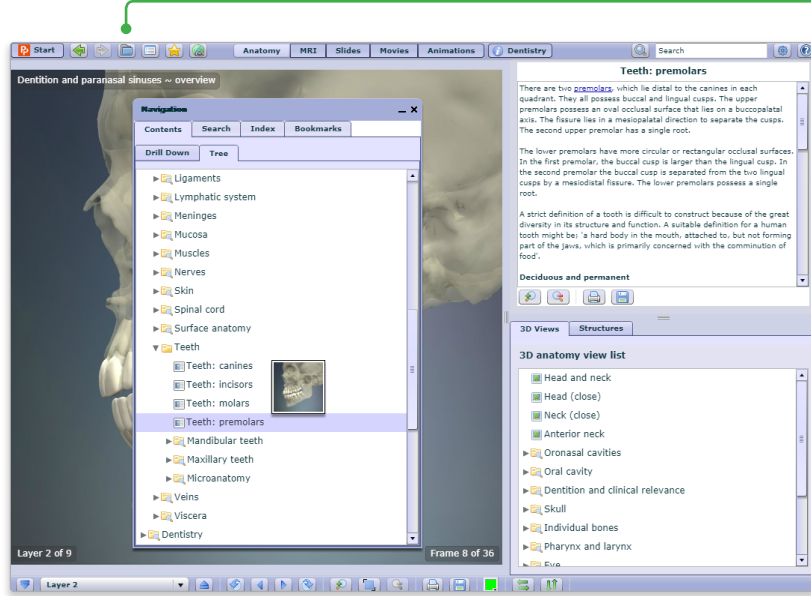 Start
Anatomy MRI Slides Movies Animations Dentistry
Search
Dentition and paranasal sinuses ~ overview
Navigation
Contents Search Index Bookmarks
Drill Down Tree
Ligaments
Lymphatic system
Meninges
Mucosa
Muscles
Nerves
Skin
Spinal cord
Surface anatomy
Teeth
Teeth: canines
Teeth: incisors
Teeth: molars
Teeth: premolars
Mandibular teeth
Maxillary teeth
Microanatomy
Veins
Viscera
Dentistry
Layer 2 of 9
Frame 8 of 36
Teeth: premolars
There are two premolars, which lie distal to the canines in each
quadrant. They all possess buccal and lingual cusps. The upper
premolars possess an oval occlusal surface that lies on a buccopalatal
axis. The fissure lies in a mesiopalatal direction to separate the cusps.
The second upper premolar has a single root.
The lower premolars have more circular or rectangular occlusal surfaces.
In the first premolar, the buccal cusp is larger than the lingual cusp. In
the second premolar the buccal cusp is separated from the two lingual
cusps by a mesiodistal fissure. The lower premolars possess a single
root.
A strict definition of a tooth is difficult to construct because of the great
diversity in its structure and function. A suitable definition for a human
tooth might be; 'a hard body in the mouth, attached to, but not forming
part of the jaws, which is primarily concerned with the comminution of
food'.
Deciduous and permanent
3D Views Structures
3D anatomy view list
Head and neck
Head (close)
Neck (close)
Anterior neck
Oronasal cavities
Oral cavity
Dentition and clinical relevance
Skull
Individual bones
Pharynx and larynx
Eye
Layer 2